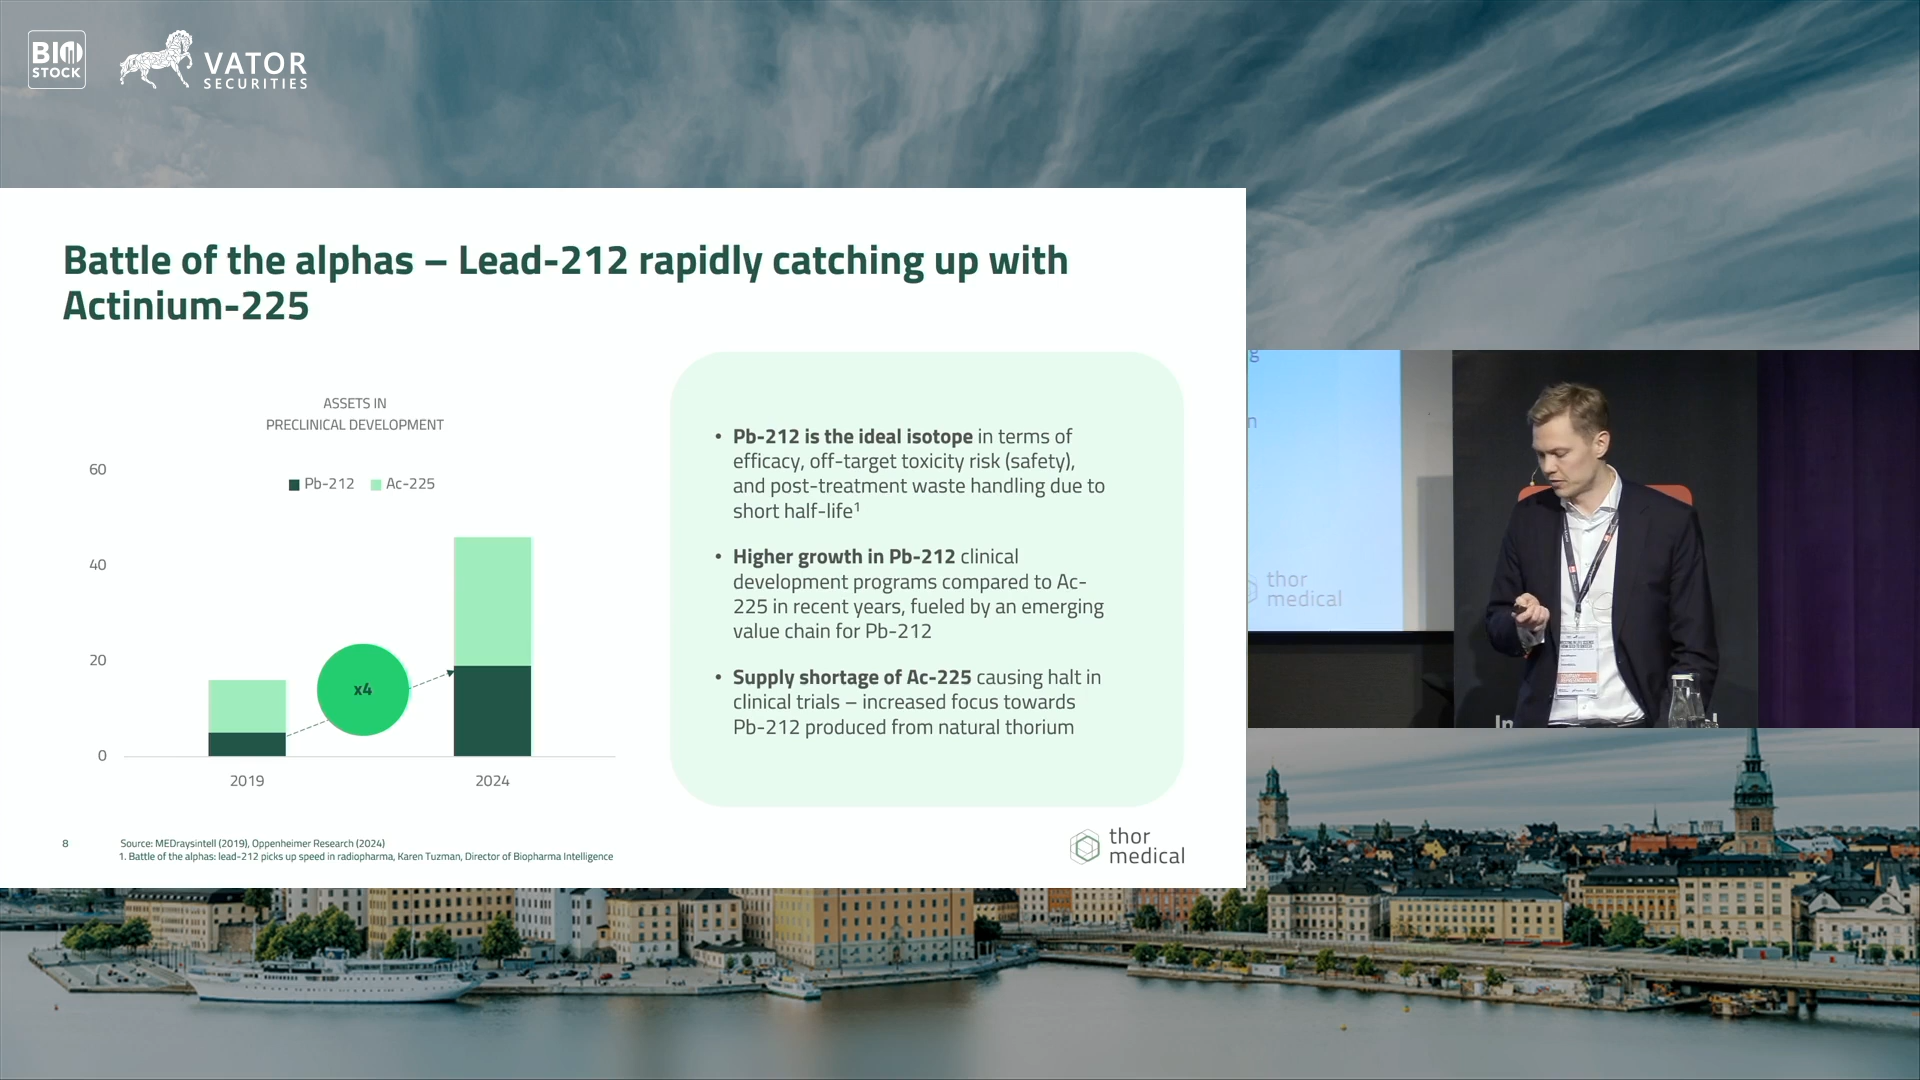 BIO
STOCK
VATOR
SECURITIES
Battle of the alphas – Lead-212 rapidly catching up with
Actinium-225
ASSETS IN
PRECLINICAL DEVELOPMENT
Pb-212 Ac-225
60
40
20
0
x4
2019 2024
• Pb-212 is the ideal isotope in terms of
efficacy, off-target toxicity risk (safety),
and post-treatment waste handling due to
short half-life¹
• Higher growth in Pb-212 clinical
development programs compared to Ac-
225 in recent years, fueled by an emerging
value chain for Pb-212
• Supply shortage of Ac-225 causing halt in
clinical trials – increased focus towards
Pb-212 produced from natural thorium
8
Source: MEDraysintell (2019), Oppenheimer Research (2024)
1. Battle of the alphas: lead-212 picks up speed in radiopharma, Karen Tuzman, Director of Biopharma Intelligence
thor
medical
g
n
thor
medical